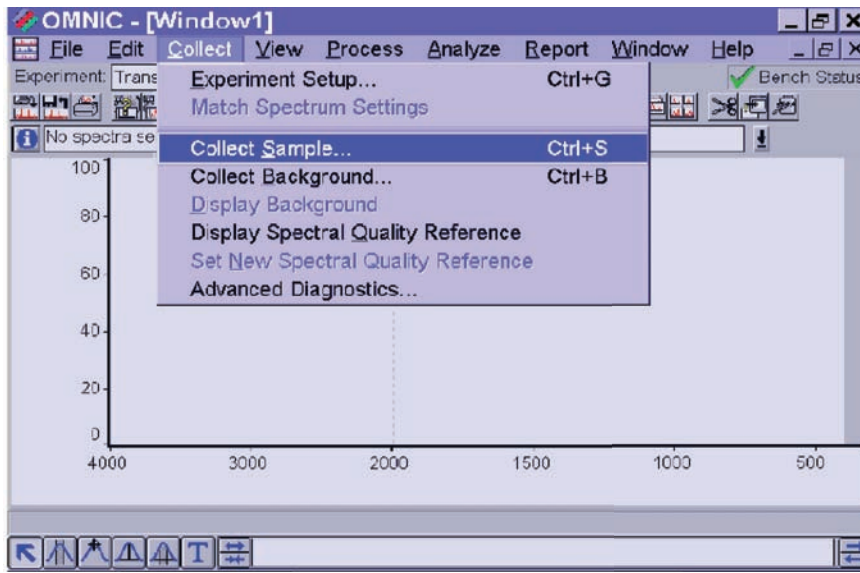 OMNIC - [Window1]
File Edit Collect View Process Analyze Report Window Help
Experiment: Trans
Bench Status
Experiment Setup... Ctrl+G
Match Spectrum Settings
No spectra se
Collect Sample... Ctrl+S
Collect Background... Ctrl+B
Display Background
Display Spectral Quality Reference
Set New Spectral Quality Reference
Advanced Diagnostics...
100
80
60
40
20
0
4000 3000 2000 1500 1000 500
T